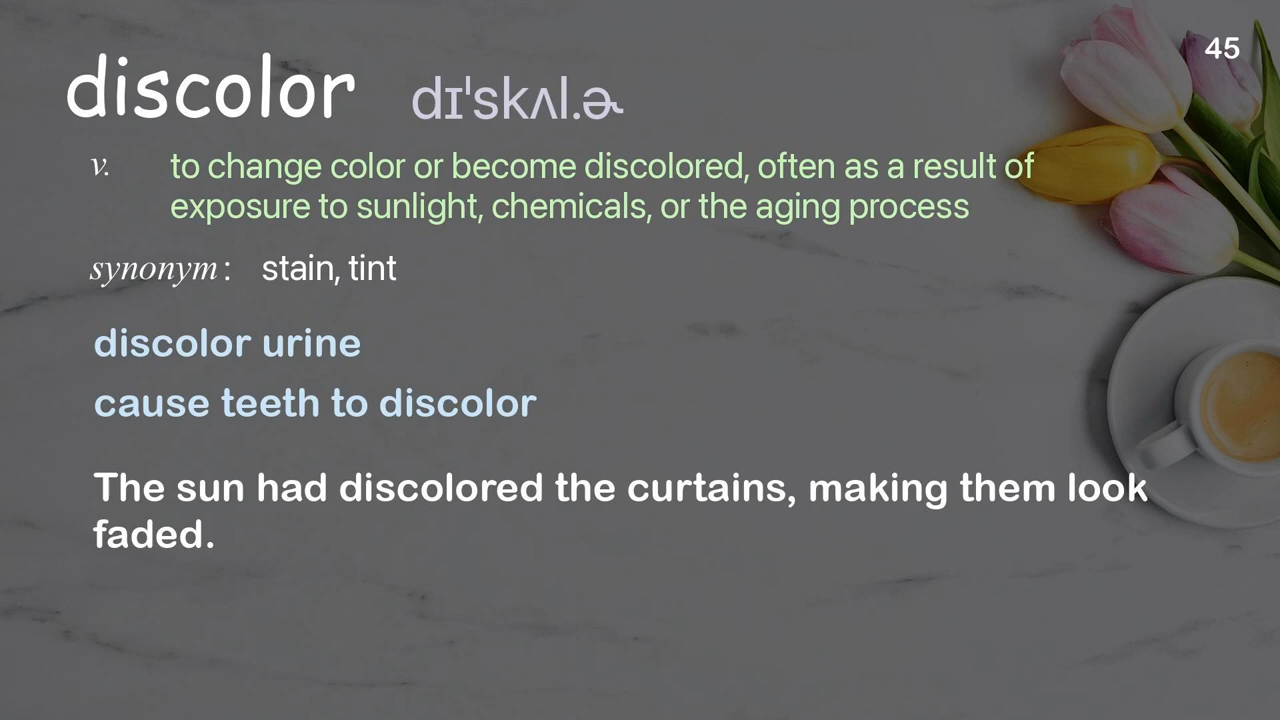 45
discolor dɪˈskʌl.ɚ
v. to change color or become discolored, often as a result of
exposure to sunlight, chemicals, or the aging process
synonym: stain, tint
discolor urine
cause teeth to discolor
The sun had discolored the curtains, making them look
faded.